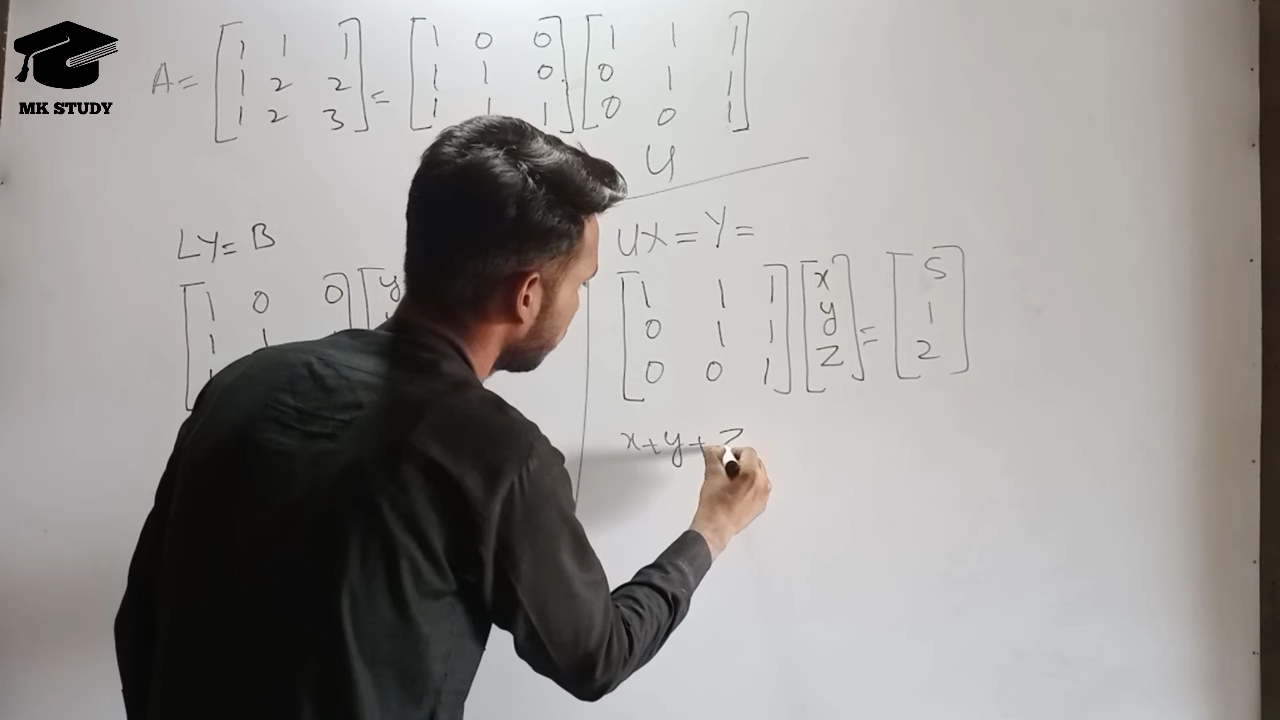 MK STUDY
A = [1 1 1] [1 0 0] [1 1 1]
[1 2 2] = [1 1 0] [0 1 1]
[1 2 3] [1 1 1] [0 0 1]
U
LY = B
[1 0 0] [y
1 1
UX = Y =
[1 1 1] [x] [5]
[0 1 1] [y] = [1]
[0 0 1] [z] [2]
x + y + z